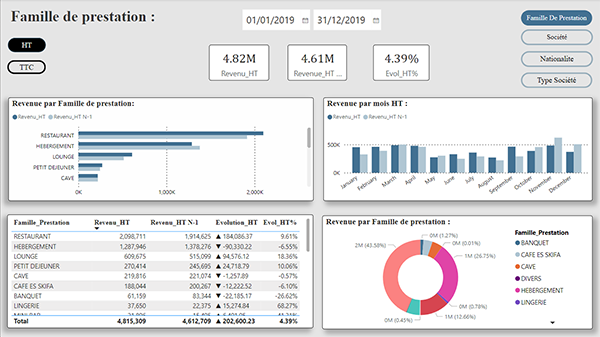 Famille de prestation :
01/01/2019 31/12/2019
Famille De Prestation
HT
Société
TTC
Nationalite
Type Société
4.82M
Revenu_HT
4.61M
Revenue_HT ...
4.39%
Evol_HT%
Revenue par Famille de prestation:
Revenu_HT Revenu_HT N-1
RESTAURANT
HEBERGEMENT
LOUNGE
PETIT DEJEUNER
CAVE
0K 1,000K 2,000K
Revenue par mois HT :
Revenu_HT Revenu_HT N-1
500K
0K
January February March April May June July August September October November December
Famille_Prestation Revenu_HT Revenu_HT N-1 Evolution_HT Evol_HT%
RESTAURANT 2,098,711 1,914,625 ▲ 184,086.37 9.61%
HEBERGEMENT 1,287,946 1,378,276 ▼ -90,330.22 -6.55%
LOUNGE 609,675 515,099 ▲ 94,576.12 18.36%
PETIT DEJEUNER 270,414 245,695 ▲ 24,718.79 10.06%
CAVE 219,816 221,074 ▼ -1,257.89 -0.57%
CAFE ES SKIFA 188,044 200,267 ▼ -12,222.52 -6.10%
BANQUET 61,159 83,344 ▼ -22,185.17 -26.62%
LINGERIE 37,650 22,375 ▲ 15,274.84 68.27%
Total 4,815,309 4,612,709 ▲ 202,600.23 4.39%
Revenue par Famille de prestation :
0M (1.27%)
0M (0.01%)
2M (43.58%)
1M (26.75%)
0M (0.78%)
1M (12.66%)
0M (0.45%)
Famille_Prestation
BANQUET
CAFE ES SKIFA
CAVE
DIVERS
HEBERGEMENT
LINGERIE